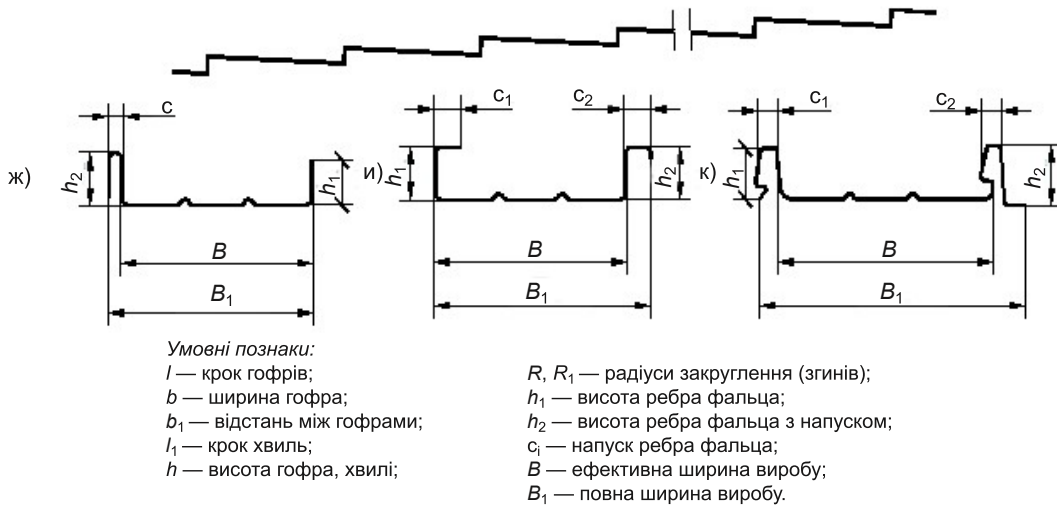 c c₁ c₂ c₁ c₂
ж) h₂ h₁ и) h₁ h₂ к) h₁ h₂
B B B
B₁ B₁ B₁
Умовні познаки:
l — крок гофрів;
b — ширина гофра;
b₁ — відстань між гофрами;
l₁ — крок хвиль;
h — висота гофра, хвилі;
R, R₁ — радіуси закруглення (згинів);
h₁ — висота ребра фальца;
h₂ — висота ребра фальца з напуском;
cᵢ — напуск ребра фальца;
B — ефективна ширина виробу;
B₁ — повна ширина виробу.